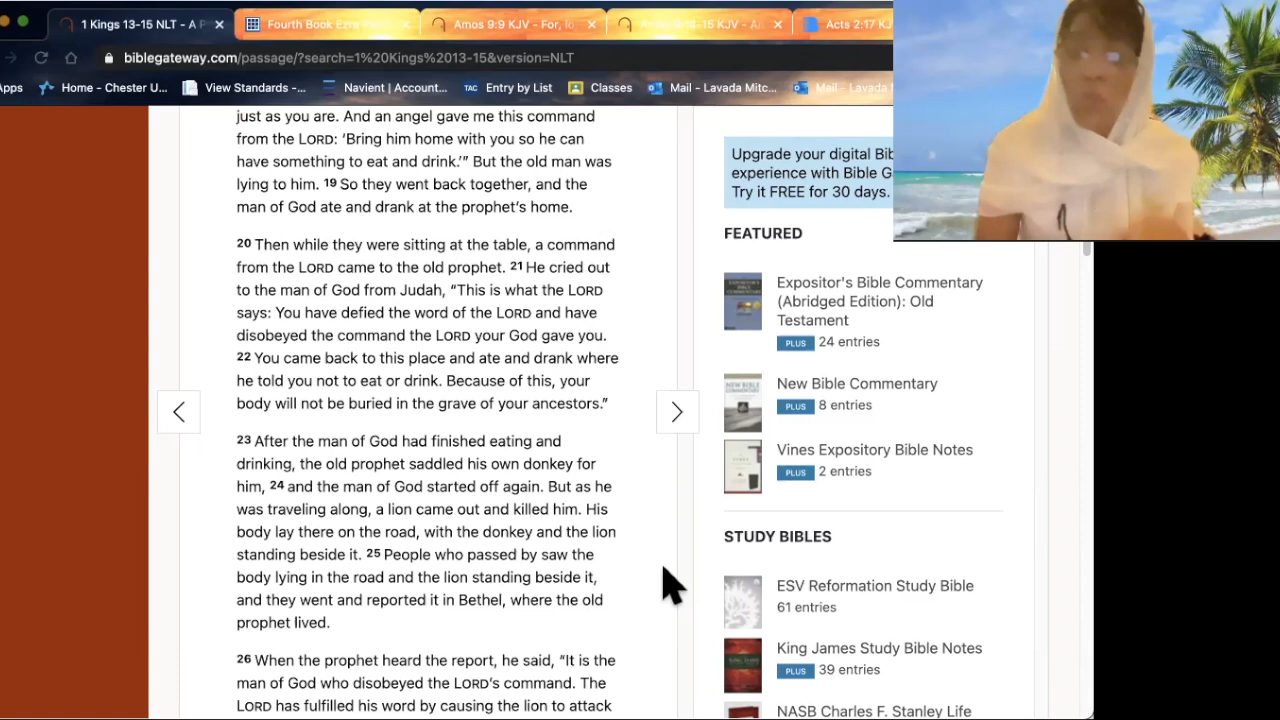 1 Kings 13-15 NLT - A P
Fourth Book Ezra
Amos 9:9 KJV - For, lo
KJV - A
Acts 2:17 KJ
biblegateway.com/passage/?search=1%20Kings%2013-15&version=NLT
Apps
Home - Chester U...
View Standards -...
Navient | Account...
TAC Entry by List
Classes
Mail - Lavada Mitc...
Mail - Lavada
just as you are. And an angel gave me this command
from the LORD: ‘Bring him home with you so he can
have something to eat and drink.’” But the old man was
lying to him. 19 So they went back together, and the
man of God ate and drank at the prophet’s home.
20 Then while they were sitting at the table, a command
from the LORD came to the old prophet. 21 He cried out
to the man of God from Judah, “This is what the LORD
says: You have defied the word of the LORD and have
disobeyed the command the LORD your God gave you.
22 You came back to this place and ate and drank where
he told you not to eat or drink. Because of this, your
body will not be buried in the grave of your ancestors.”
23 After the man of God had finished eating and
drinking, the old prophet saddled his own donkey for
him, 24 and the man of God started off again. But as he
was traveling along, a lion came out and killed him. His
body lay there on the road, with the donkey and the lion
standing beside it. 25 People who passed by saw the
body lying in the road and the lion standing beside it,
and they went and reported it in Bethel, where the old
prophet lived.
26 When the prophet heard the report, he said, “It is the
man of God who disobeyed the LORD’s command. The
LORD has fulfilled his word by causing the lion to attack
Upgrade your digital Bib
experience with Bible G
Try it FREE for 30 days.
FEATURED
Expositor's Bible Commentary
(Abridged Edition): Old
Testament
PLUS 24 entries
New Bible Commentary
PLUS 8 entries
Vines Expository Bible Notes
PLUS 2 entries
STUDY BIBLES
ESV Reformation Study Bible
61 entries
King James Study Bible Notes
PLUS 39 entries
NASB Charles F. Stanley Life